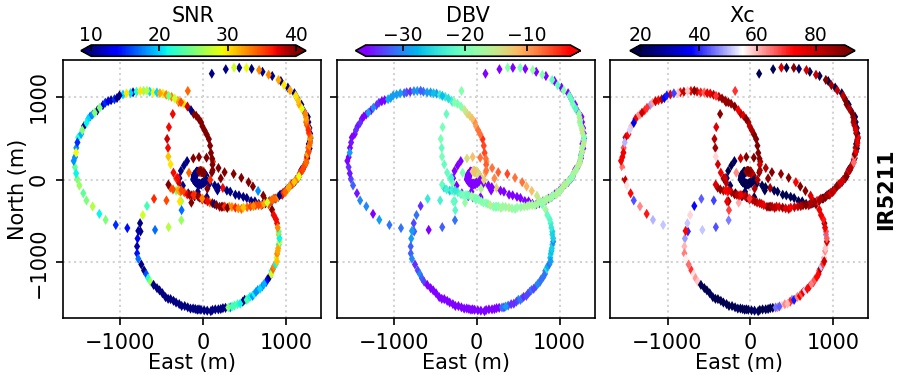 SNR
DBV
Xc
10 20 30 40
−30 −20 −10
20 40 60 80
North (m)
1000
0
−1000
IR5211
−1000 0 1000
−1000 0 1000
−1000 0 1000
East (m)
East (m)
East (m)